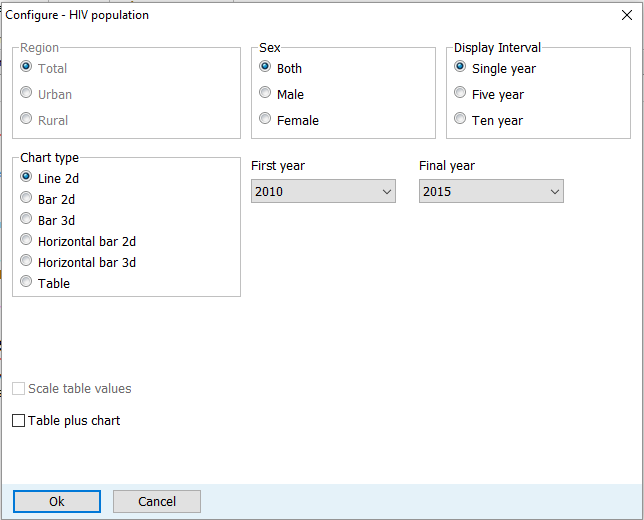 Configure - HIV population
Region
Total
Urban
Rural
Sex
Both
Male
Female
Display Interval
Single year
Five year
Ten year
Chart type
Line 2d
Bar 2d
Bar 3d
Horizontal bar 2d
Horizontal bar 3d
Table
First year
2010
Final year
2015
Scale table values
Table plus chart
Ok
Cancel